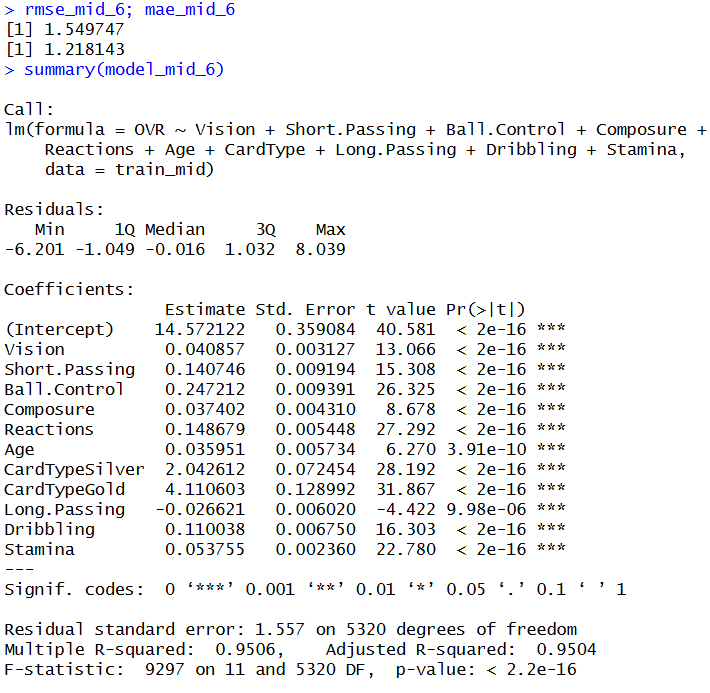 > rmse_mid_6; mae_mid_6
[1] 1.549747
[1] 1.218143
> summary(model_mid_6)

Call:
lm(formula = OVR ~ Vision + Short.Passing + Ball.Control + Composure +
    Reactions + Age + CardType + Long.Passing + Dribbling + Stamina,
    data = train_mid)

Residuals:
   Min     1Q Median     3Q    Max
-6.201 -1.049 -0.016  1.032  8.039

Coefficients:
                Estimate Std. Error t value Pr(>|t|)
(Intercept)    14.572122   0.359084  40.581  < 2e-16 ***
Vision          0.040857   0.003127  13.066  < 2e-16 ***
Short.Passing   0.140746   0.009194  15.308  < 2e-16 ***
Ball.Control    0.247212   0.009391  26.325  < 2e-16 ***
Composure       0.037402   0.004310   8.678  < 2e-16 ***
Reactions       0.148679   0.005448  27.292  < 2e-16 ***
Age             0.035951   0.005734   6.270 3.91e-10 ***
CardTypeSilver  2.042612   0.072454  28.192  < 2e-16 ***
CardTypeGold    4.110603   0.128992  31.867  < 2e-16 ***
Long.Passing   -0.026621   0.006020  -4.422 9.98e-06 ***
Dribbling       0.110038   0.006750  16.303  < 2e-16 ***
Stamina         0.053755   0.002360  22.780  < 2e-16 ***
---
Signif. codes:  0 ‘***’ 0.001 ‘**’ 0.01 ‘*’ 0.05 ‘.’ 0.1 ‘ ’ 1

Residual standard error: 1.557 on 5320 degrees of freedom
Multiple R-squared:  0.9506,    Adjusted R-squared:  0.9504
F-statistic:  9297 on 11 and 5320 DF,  p-value: < 2.2e-16